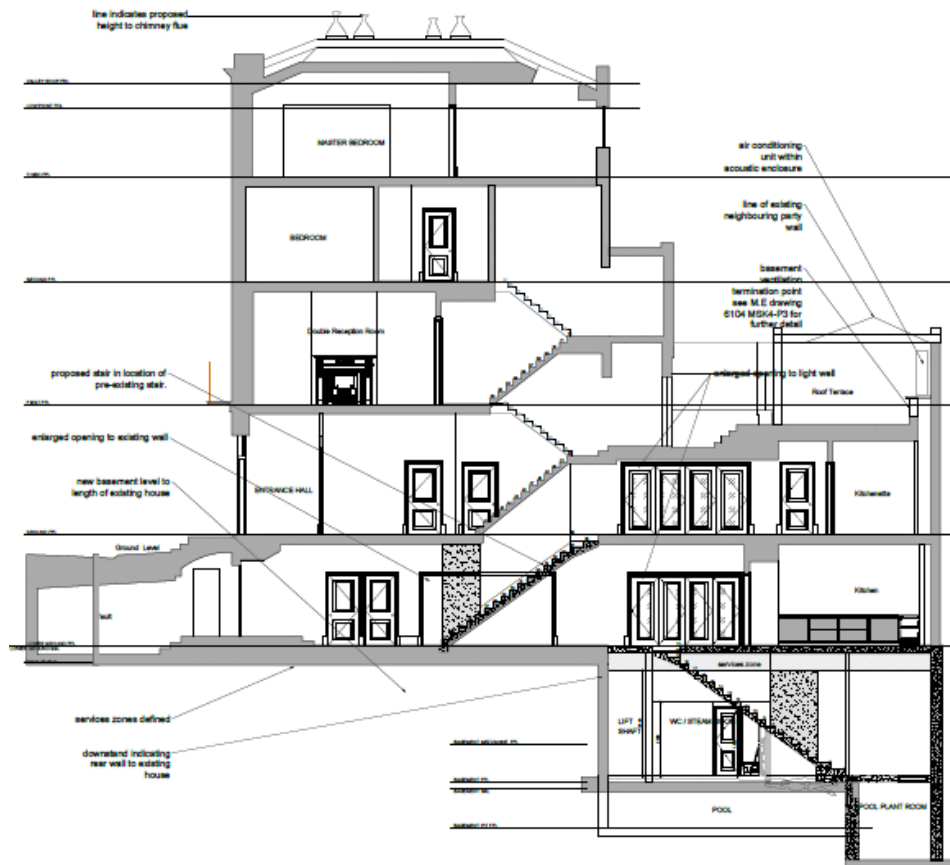 line indicates proposed
height to chimney flue
MASTER BEDROOM
air conditioning
unit within
acoustic enclosure
line of existing
neighbouring party
wall
BEDROOM
basement
ventilation
termination point
see M.E drawing
6104 MSK4-P3 for
further detail
Double Reception Room
proposed stair in location of
pre-existing stair.
enlarged opening to light well
Roof Terrace
enlarged opening to existing wall
new basement level to
length of existing house
ENTRANCE HALL
Kitchenette
Ground Level
Kitchen
services zone
services zones defined
LIFT
SHAFT
WC / STEAM
downstand indicating
rear wall to existing
house
POOL
POOL PLANT ROOM